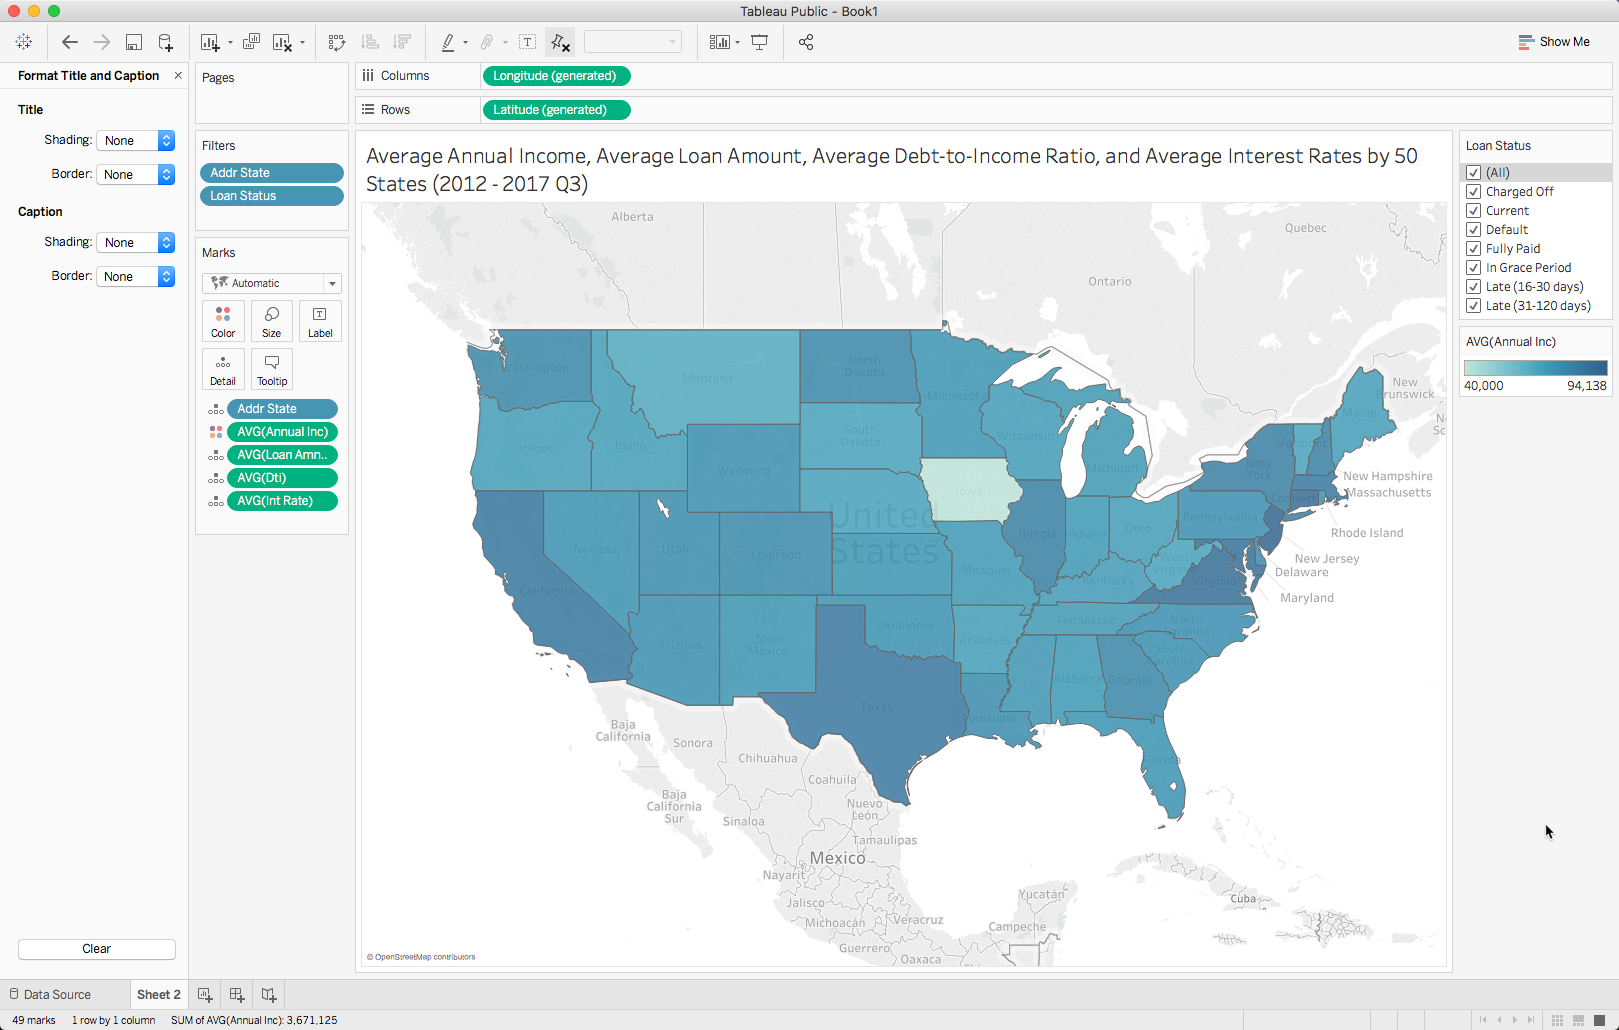 Tableau Public - Book1
Show Me
Format Title and Caption
Title
Shading: None
Border: None
Caption
Shading: None
Border: None
Clear
Pages
Filters
Addr State
Loan Status
Marks
Automatic
Color Size Label
Detail Tooltip
Addr State
AVG(Annual Inc)
AVG(Loan Amn..
AVG(Dti)
AVG(Int Rate)
Columns Longitude (generated)
Rows Latitude (generated)
Average Annual Income, Average Loan Amount, Average Debt-to-Income Ratio, and Average Interest Rates by 50
States (2012 - 2017 Q3)
Alberta
Quebec
Ontario
New
Brunswick
Washington
Montana
North
Dakota
Minnesota
Maine
Oregon
Idaho
South
Dakota
Wisconsin
Michigan
Vermont
New
York
New Hampshire
Massachusetts
Wyoming
Iowa
Connect
Rhode Island
United
States
Pennsylvania
Nevada
Utah
Colorado
Illinois
Indiana
Ohio
New Jersey
Delaware
Maryland
West
Virginia
Virginia
California
Missouri
Kentucky
Arizona
New
Mexico
Oklahoma
Arkansas
Tennessee
North
Carolina
South
Carolina
Alabama
Georgia
Texas
Louisiana
Florida
Baja
California
Sonora
Chihuahua
Coahuila
Baja
California
Sur
Sinaloa
Nuevo
León
Tamaulipas
Mexico
Nayarit
Jalisco
Michoacán
Veracruz
Guerrero
Oaxaca
Yucatán
Campeche
Cuba
© OpenStreetMap contributors
Loan Status
(All)
Charged Off
Current
Default
Fully Paid
In Grace Period
Late (16-30 days)
Late (31-120 days)
AVG(Annual Inc)
40,000 94,138
Data Source Sheet 2
49 marks 1 row by 1 column SUM of AVG(Annual Inc): 3,671,125